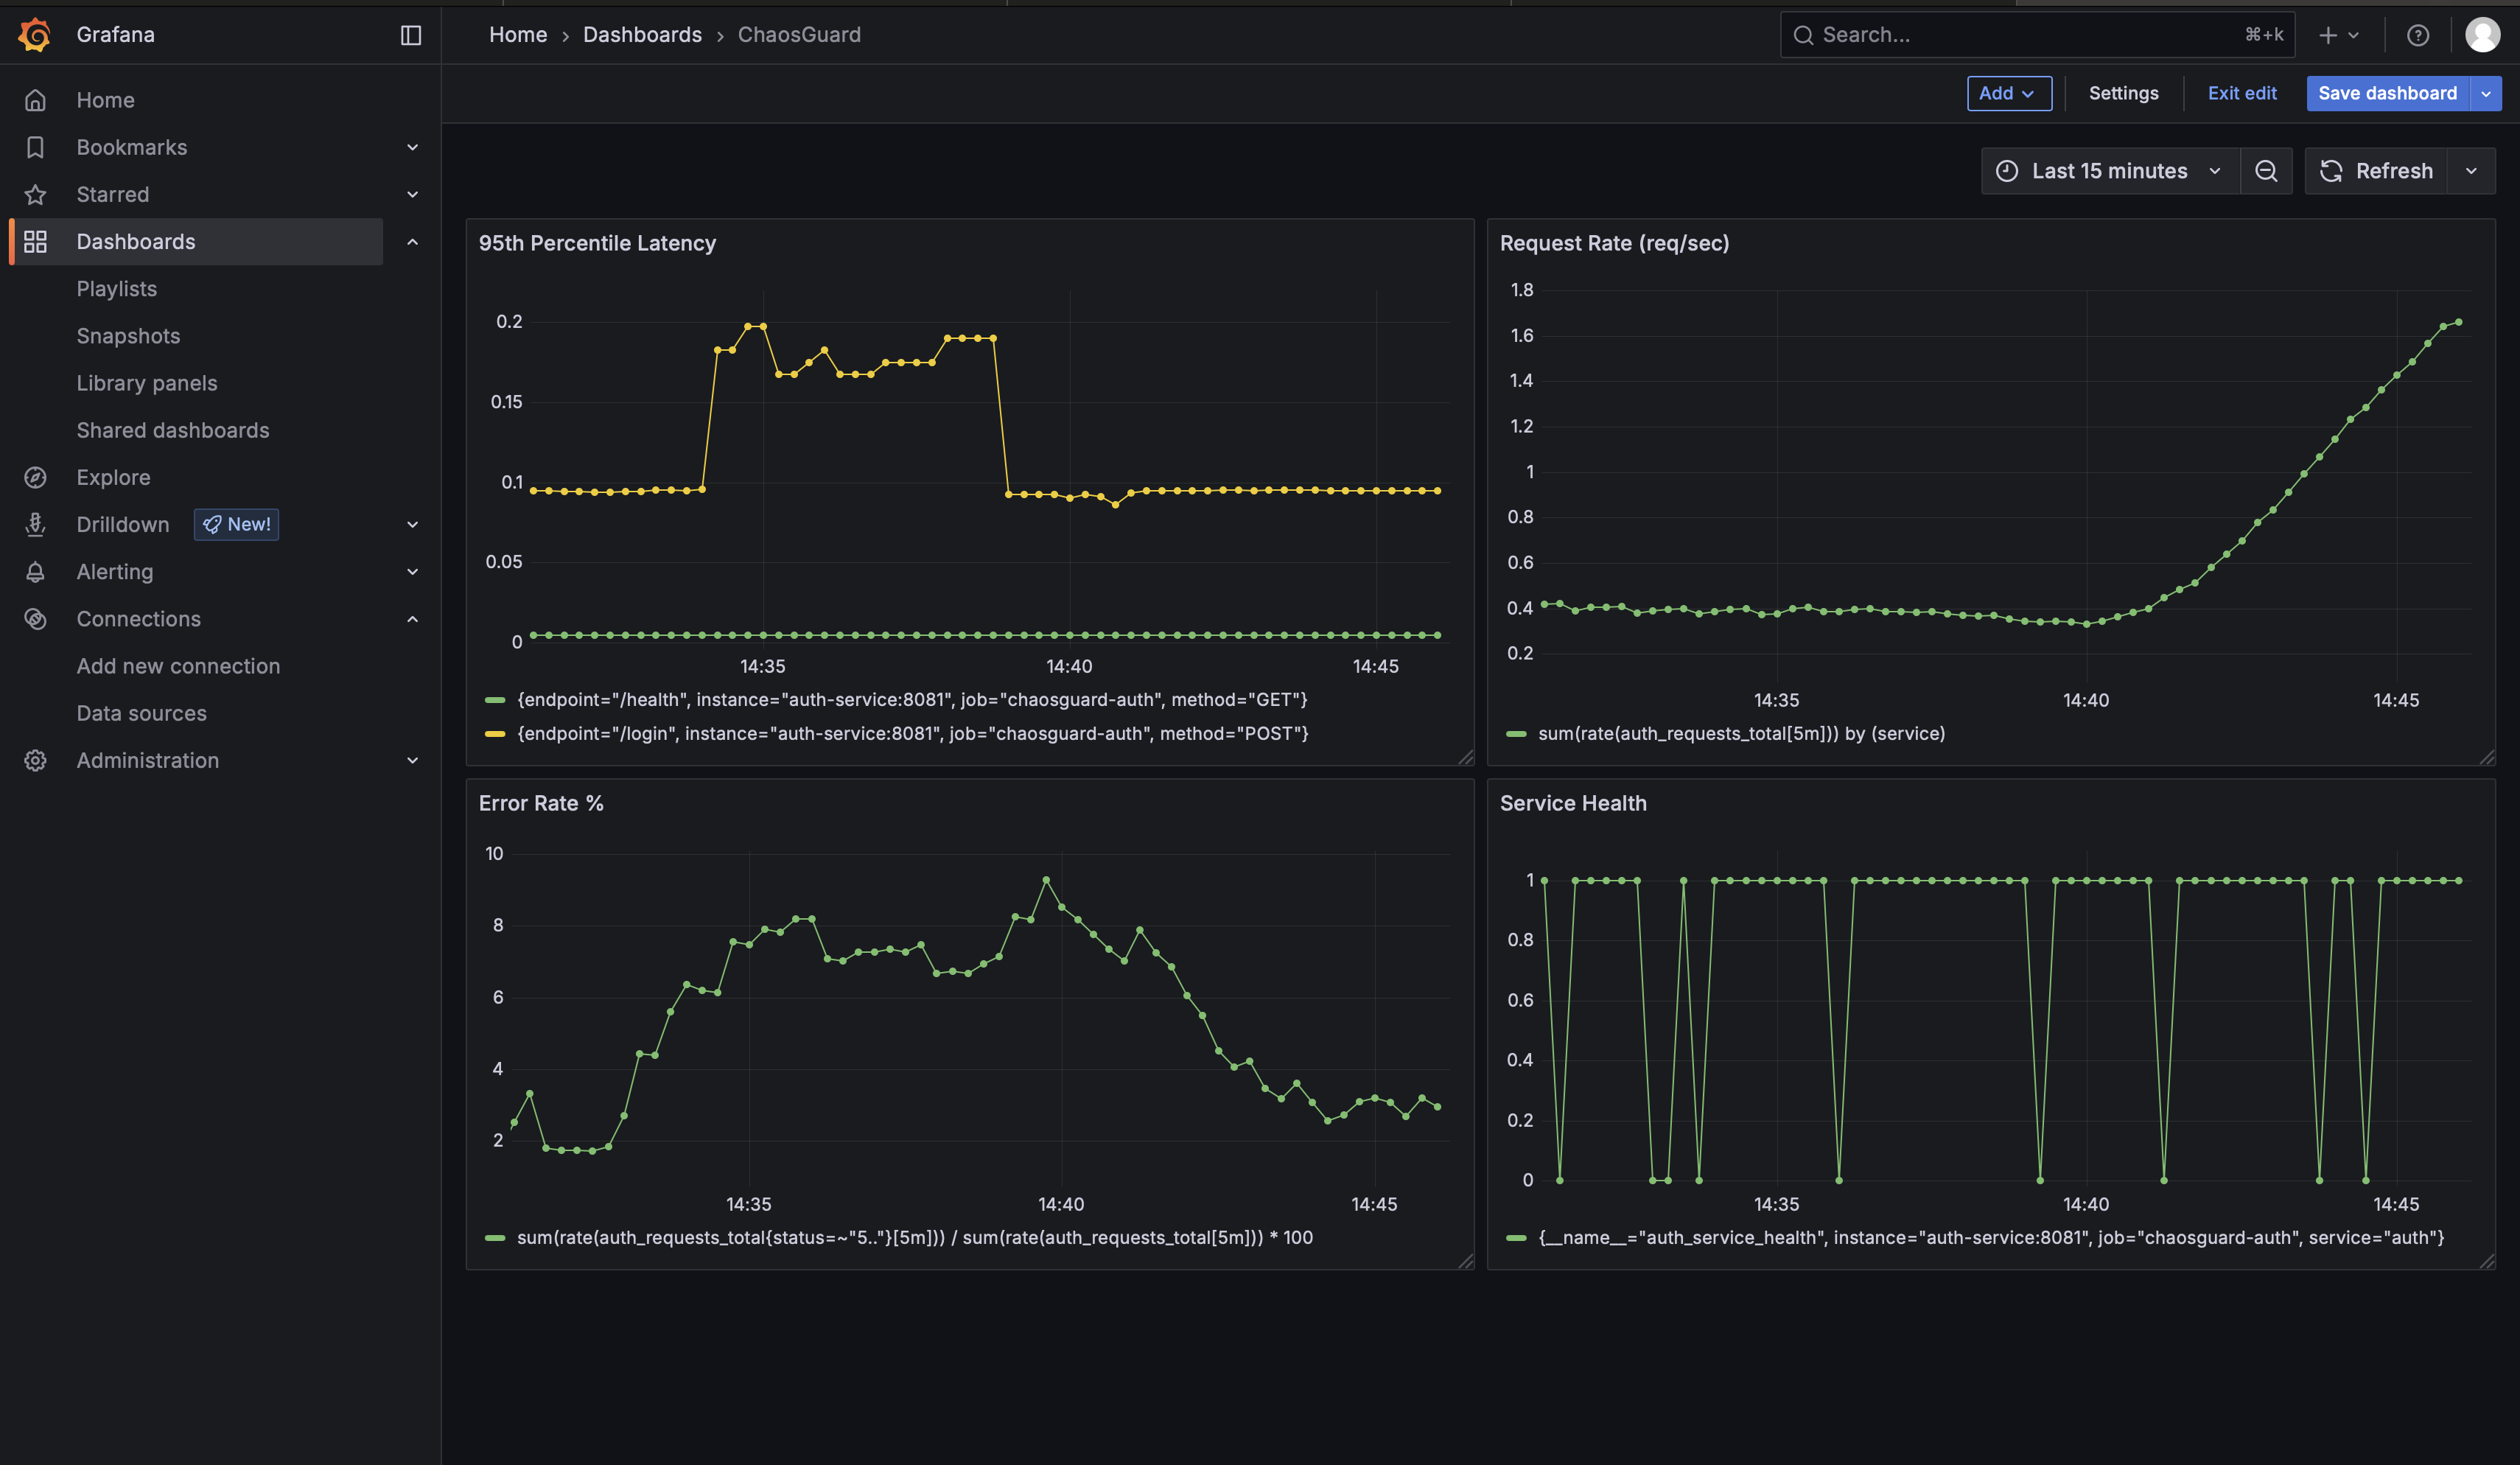 Grafana
Home › Dashboards › ChaosGuard
Search...
⌘+k
Home
Bookmarks
Starred
Dashboards
Playlists
Snapshots
Library panels
Shared dashboards
Explore
Drilldown New!
Alerting
Connections
Add new connection
Data sources
Administration
Add
Settings
Exit edit
Save dashboard
Last 15 minutes
Refresh
95th Percentile Latency
0.2
0.15
0.1
0.05
0
14:35 14:40 14:45
{endpoint="/health", instance="auth-service:8081", job="chaosguard-auth", method="GET"}
{endpoint="/login", instance="auth-service:8081", job="chaosguard-auth", method="POST"}
Request Rate (req/sec)
1.8
1.6
1.4
1.2
1
0.8
0.6
0.4
0.2
14:35 14:40 14:45
sum(rate(auth_requests_total[5m])) by (service)
Error Rate %
10
8
6
4
2
14:35 14:40 14:45
sum(rate(auth_requests_total{status=~"5.."}[5m])) / sum(rate(auth_requests_total[5m])) * 100
Service Health
1
0.8
0.6
0.4
0.2
0
14:35 14:40 14:45
{__name__="auth_service_health", instance="auth-service:8081", job="chaosguard-auth", service="auth"}